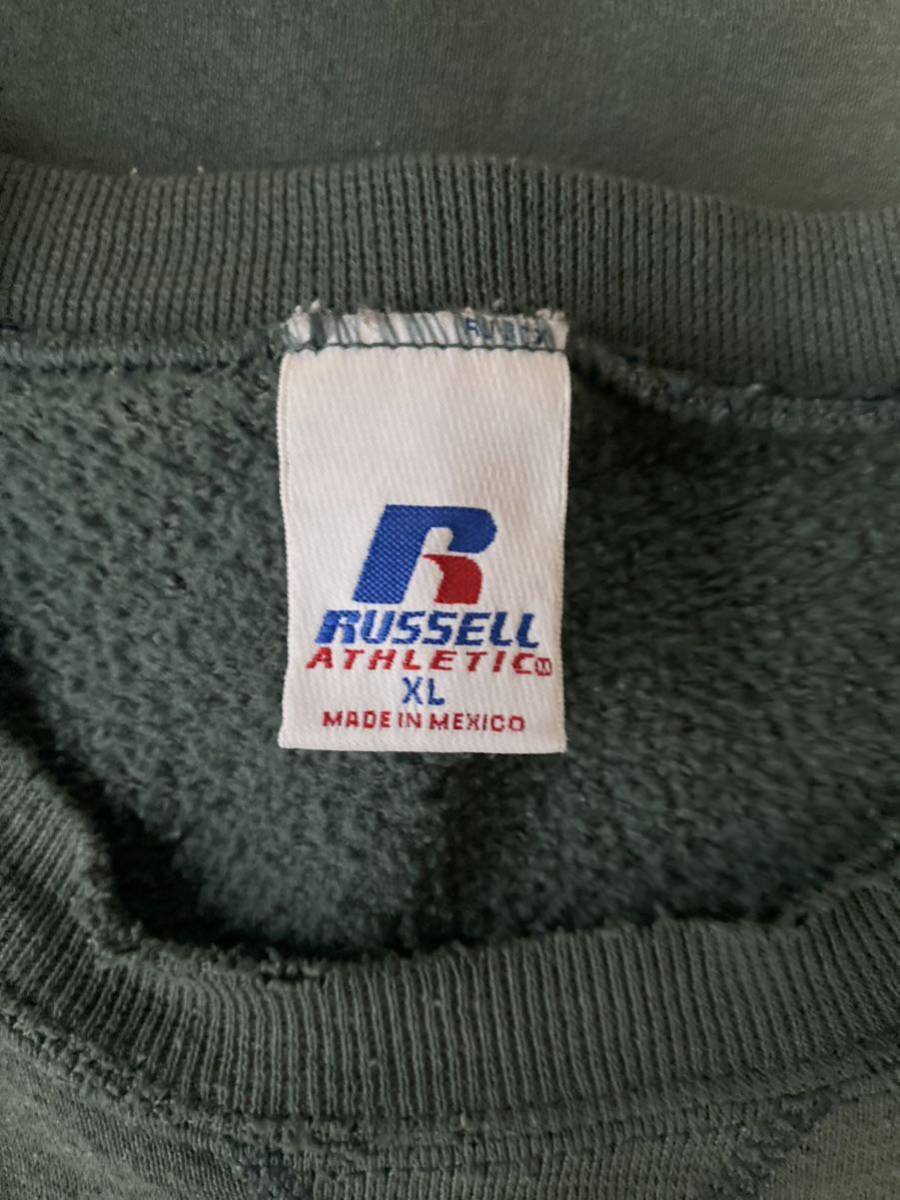 R
RUSSELL
ATHLETIC
XL
MADE IN MEXICO